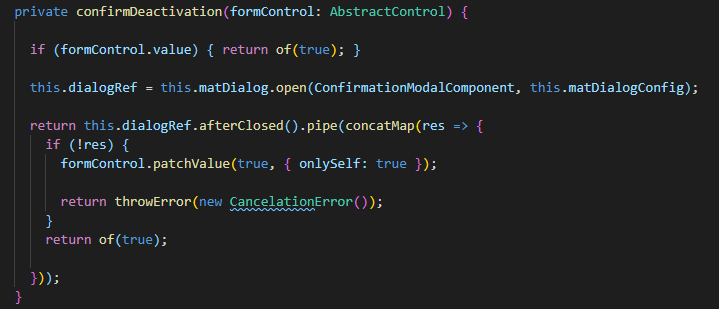 private confirmDeactivation(formControl: AbstractControl) {
if (formControl.value) { return of(true); }
this.dialogRef = this.matDialog.open(ConfirmationModalComponent, this.matDialogConfig);
return this.dialogRef.afterClosed().pipe(concatMap(res => {
if (!res) {
formControl.patchValue(true, { onlySelf: true });
return throwError(new CancelationError());
}
return of(true);
}));
}